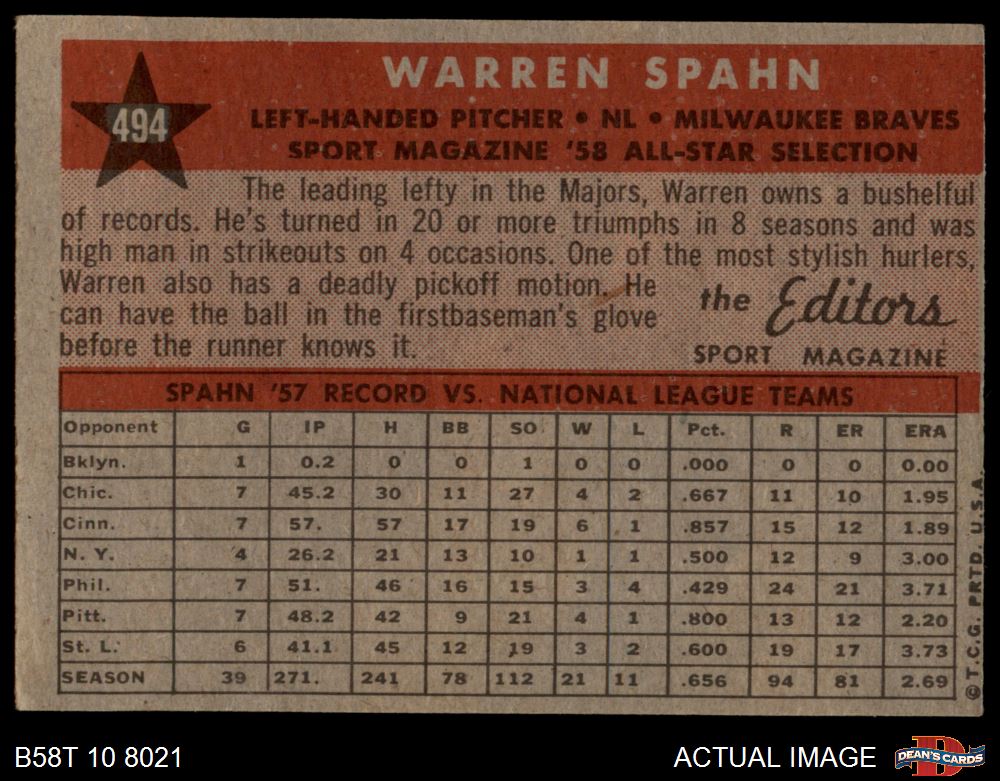 WARREN SPAHN
494
LEFT-HANDED PITCHER • NL • MILWAUKEE BRAVES
SPORT MAGAZINE '58 ALL-STAR SELECTION
The leading lefty in the Majors, Warren owns a bushelful
of records. He's turned in 20 or more triumphs in 8 seasons and was
high man in strikeouts on 4 occasions. One of the most stylish hurlers,
Warren also has a deadly pickoff motion. He
can have the ball in the firstbaseman's glove
before the runner knows it.
the Editors
SPORT MAGAZINE
SPAHN '57 RECORD VS. NATIONAL LEAGUE TEAMS
Opponent G IP H BB SO W L Pct. R ER ERA
Bklyn. 1 0.2 0 0 1 0 0 .000 0 0 0.00
Chic. 7 45.2 30 11 27 4 2 .667 11 10 1.95
Cinn. 7 57. 57 17 19 6 1 .857 15 12 1.89
N. Y. 4 26.2 21 13 10 1 1 .500 12 9 3.00
Phil. 7 51. 46 16 15 3 4 .429 24 21 3.71
Pitt. 7 48.2 42 9 21 4 1 .800 13 12 2.20
St. L. 6 41.1 45 12 19 3 2 .600 19 17 3.73
SEASON 39 271. 241 78 112 21 11 .656 94 81 2.69
© T.C.G. PRTD. U.S.A.
B58T 10 8021
ACTUAL IMAGE
D
DEAN'S CARDS